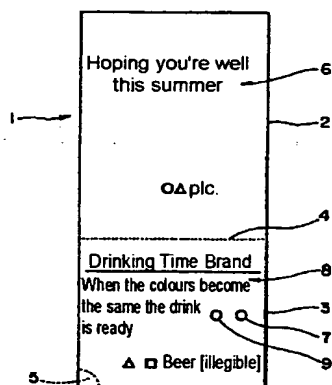 Hoping you're well
this summer
6
1
2
O△ plc.
4
Drinking Time Brand
8
When the colours become
the same the drink
is ready
3
7
9
5
△ □ Beer [illegible]